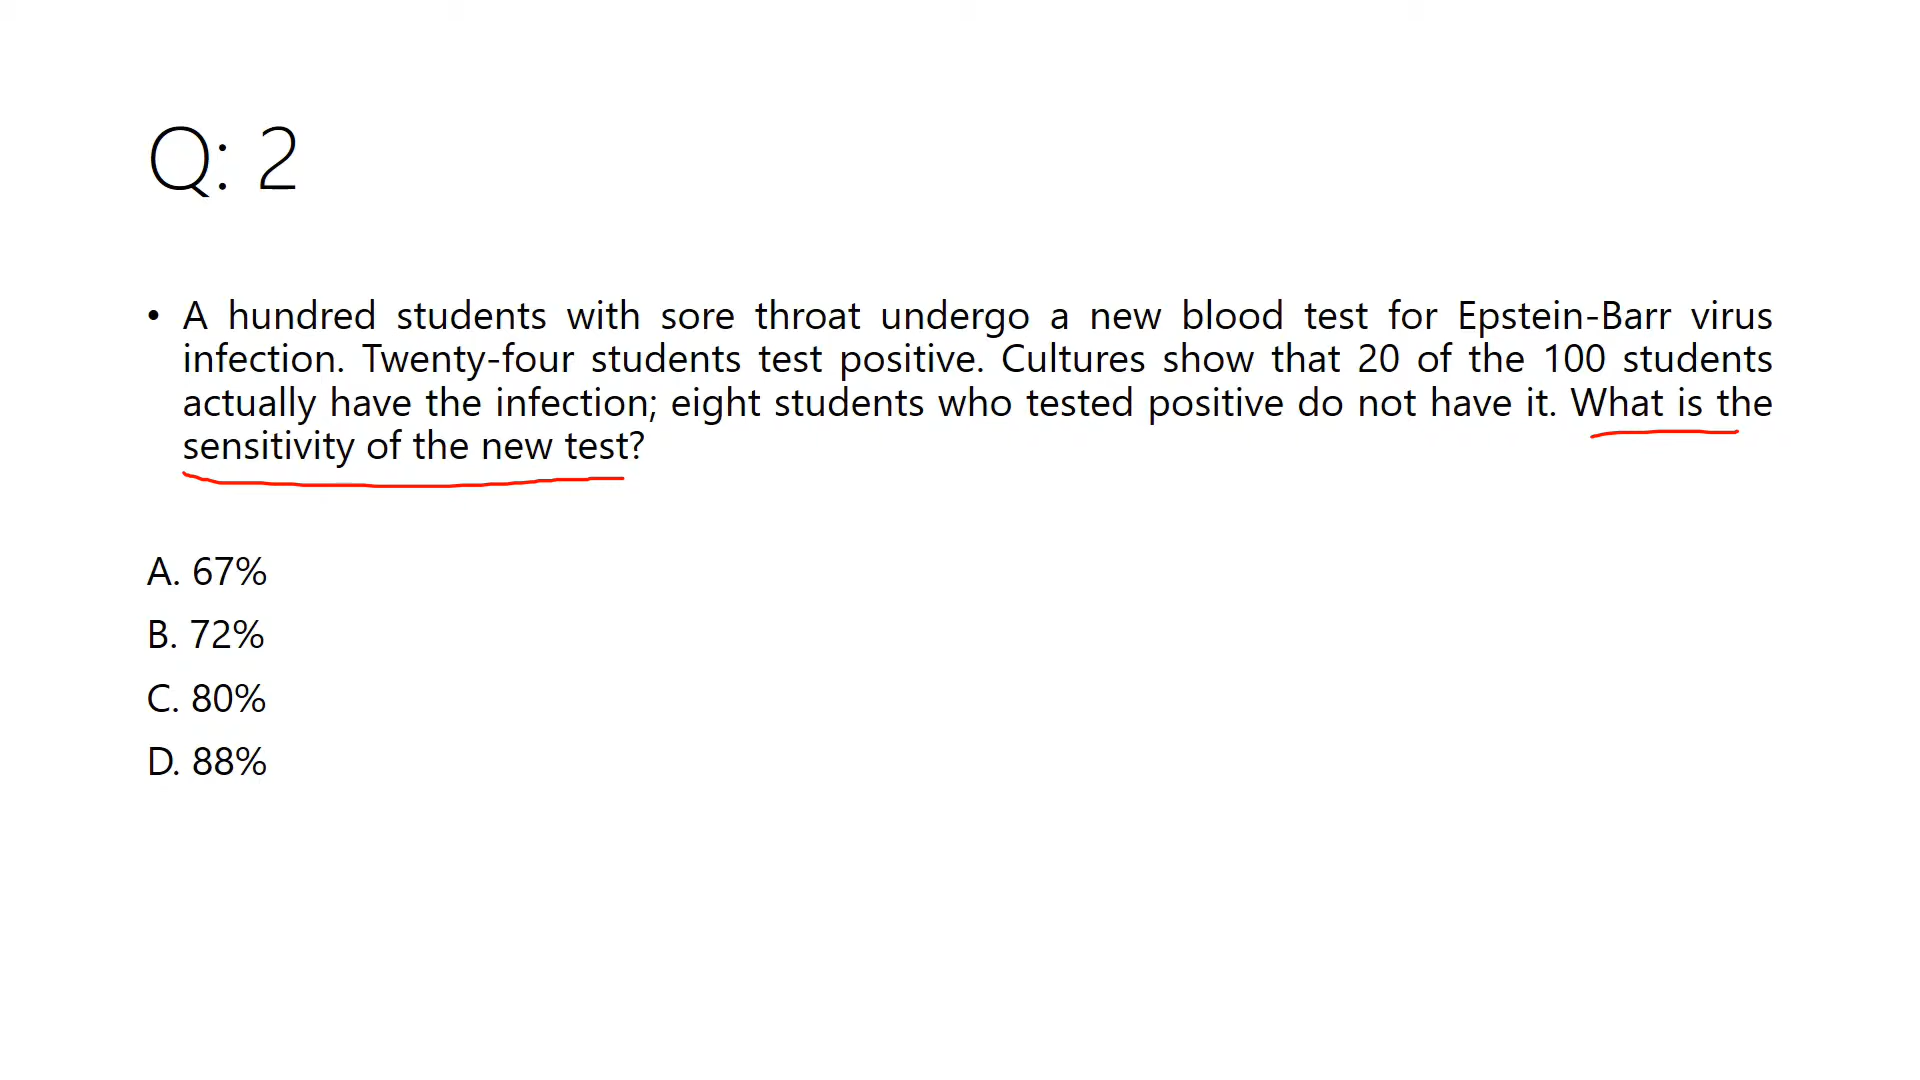 Q: 2
• A hundred students with sore throat undergo a new blood test for Epstein-Barr virus
infection. Twenty-four students test positive. Cultures show that 20 of the 100 students
actually have the infection; eight students who tested positive do not have it. What is the
sensitivity of the new test?
A. 67%
B. 72%
C. 80%
D. 88%